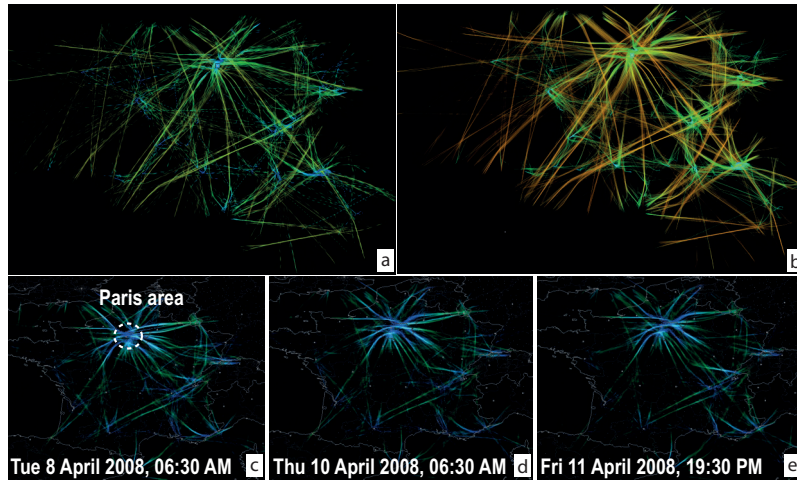 a
b
Paris area
Tue 8 April 2008, 06:30 AM
c
Thu 10 April 2008, 06:30 AM
d
Fri 11 April 2008, 19:30 PM
e